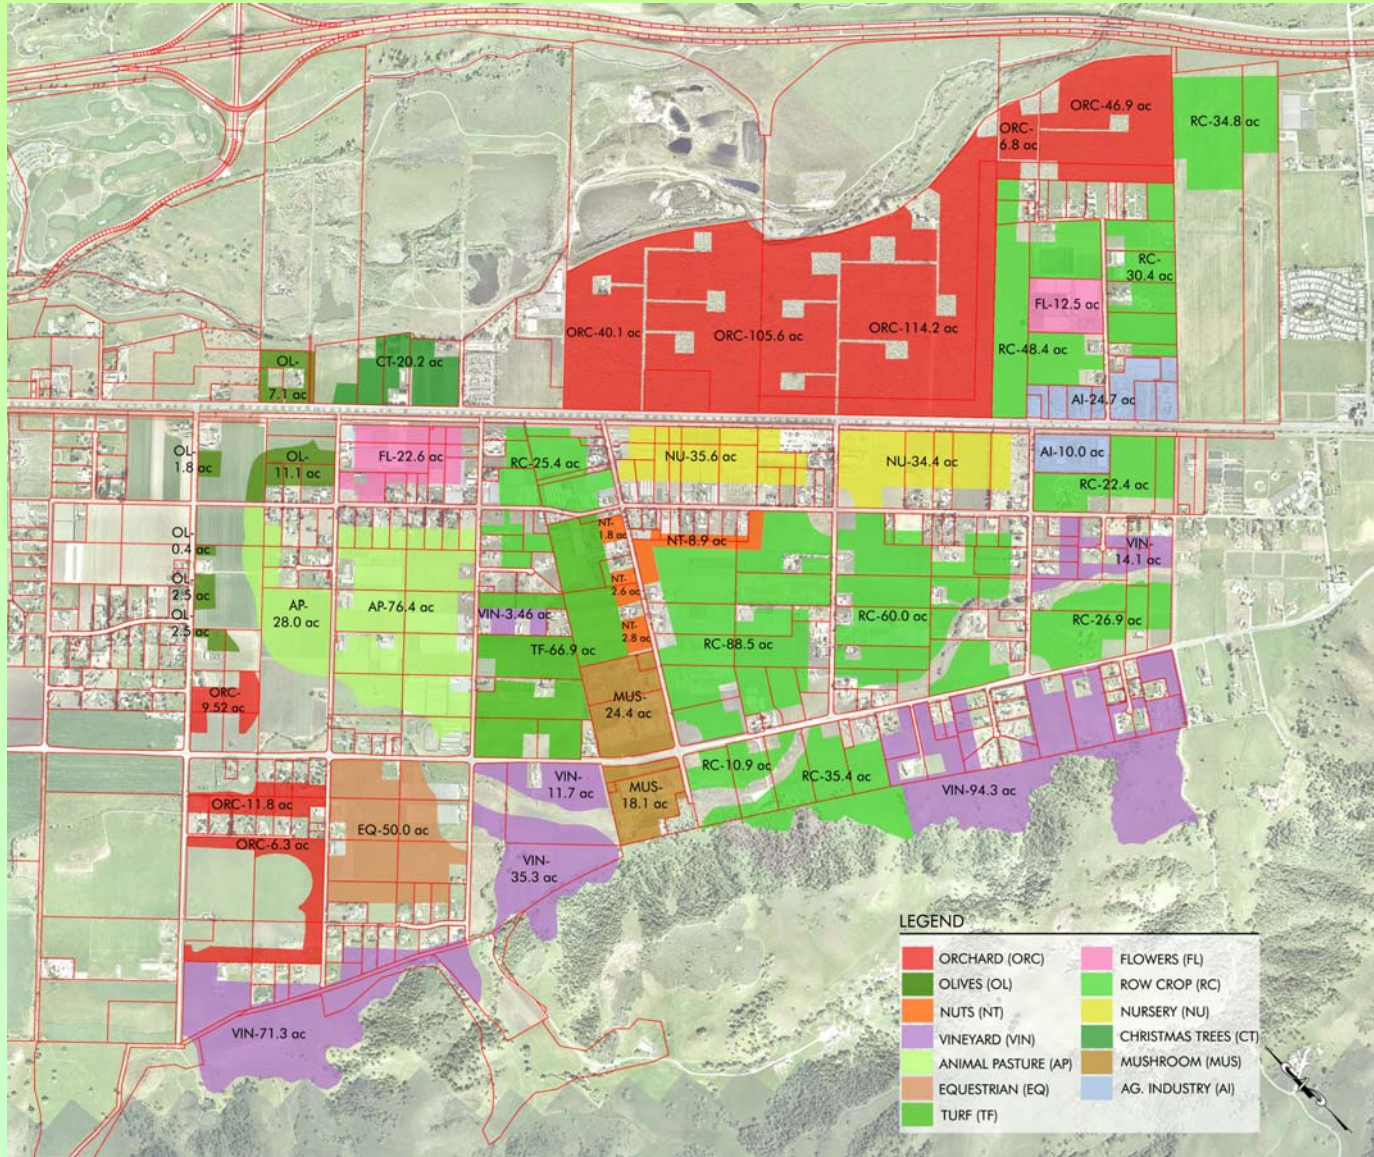 ORC-46.9 ac
ORC-
6.8 ac
RC-34.8 ac
RC-
30.4 ac
FL-12.5 ac
ORC-40.1 ac
ORC-105.6 ac
ORC-114.2 ac
RC-48.4 ac
OL-
7.1 ac
CT-20.2 ac
AI-24.7 ac
OL-
1.8 ac
OL-
11.1 ac
FL-22.6 ac
RC-25.4 ac
NU-35.6 ac
NU-34.4 ac
AI-10.0 ac
RC-22.4 ac
OL-
0.4 ac
NT-
1.8 ac
NT-8.9 ac
VIN-
14.1 ac
OL-
2.5 ac
NT-
2.6 ac
OL-
2.5 ac
AP-
28.0 ac
AP-76.4 ac
VIN-3.46 ac
NT-
2.8 ac
RC-60.0 ac
RC-26.9 ac
TF-66.9 ac
RC-88.5 ac
ORC-
9.52 ac
MUS-
24.4 ac
RC-10.9 ac
RC-35.4 ac
VIN-
11.7 ac
MUS-
18.1 ac
VIN-94.3 ac
ORC-11.8 ac
EQ-50.0 ac
ORC-6.3 ac
VIN-
35.3 ac
VIN-71.3 ac
LEGEND
ORCHARD (ORC)
OLIVES (OL)
NUTS (NT)
VINEYARD (VIN)
ANIMAL PASTURE (AP)
EQUESTRIAN (EQ)
TURF (TF)
FLOWERS (FL)
ROW CROP (RC)
NURSERY (NU)
CHRISTMAS TREES (CT)
MUSHROOM (MUS)
AG. INDUSTRY (AI)